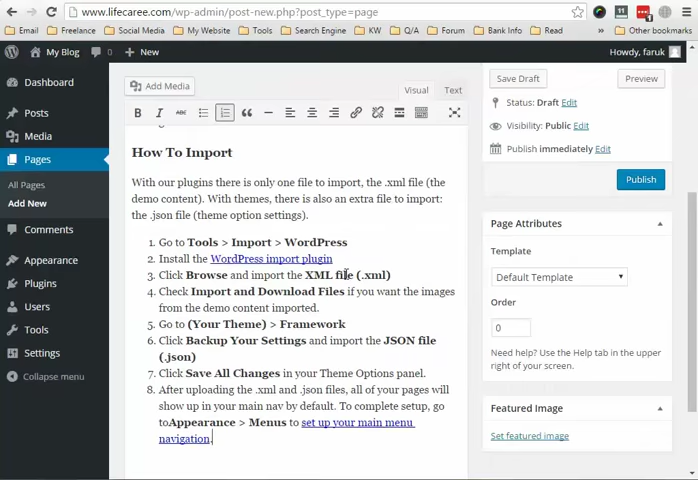 www.lifecaree.com/wp-admin/post-new.php?post_type=page
11
1
Email Freelance Social Media My Website Tools Search Engine KW Q/A Forum Bank Info Read » Other bookmarks
My Blog 0 + New Howdy, faruk
Dashboard
Posts
Media
Pages
All Pages
Add New
Comments
Appearance
Plugins
Users
Tools
Settings
Collapse menu
Add Media
Visual Text
B I ABC
How To Import
With our plugins there is only one file to import, the .xml file (the
demo content). With themes, there is also an extra file to import:
the .json file (theme option settings).
1. Go to Tools > Import > WordPress
2. Install the WordPress import plugin
3. Click Browse and import the XML file (.xml)
4. Check Import and Download Files if you want the images
from the demo content imported.
5. Go to (Your Theme) > Framework
6. Click Backup Your Settings and import the JSON file
(.json)
7. Click Save All Changes in your Theme Options panel.
8. After uploading the .xml and .json files, all of your pages will
show up in your main nav by default. To complete setup, go
toAppearance > Menus to set up your main menu
navigation.
Save Draft Preview
Status: Draft Edit
Visibility: Public Edit
Publish immediately Edit
Publish
Page Attributes
Template
Default Template
Order
0
Need help? Use the Help tab in the upper
right of your screen.
Featured Image
Set featured image